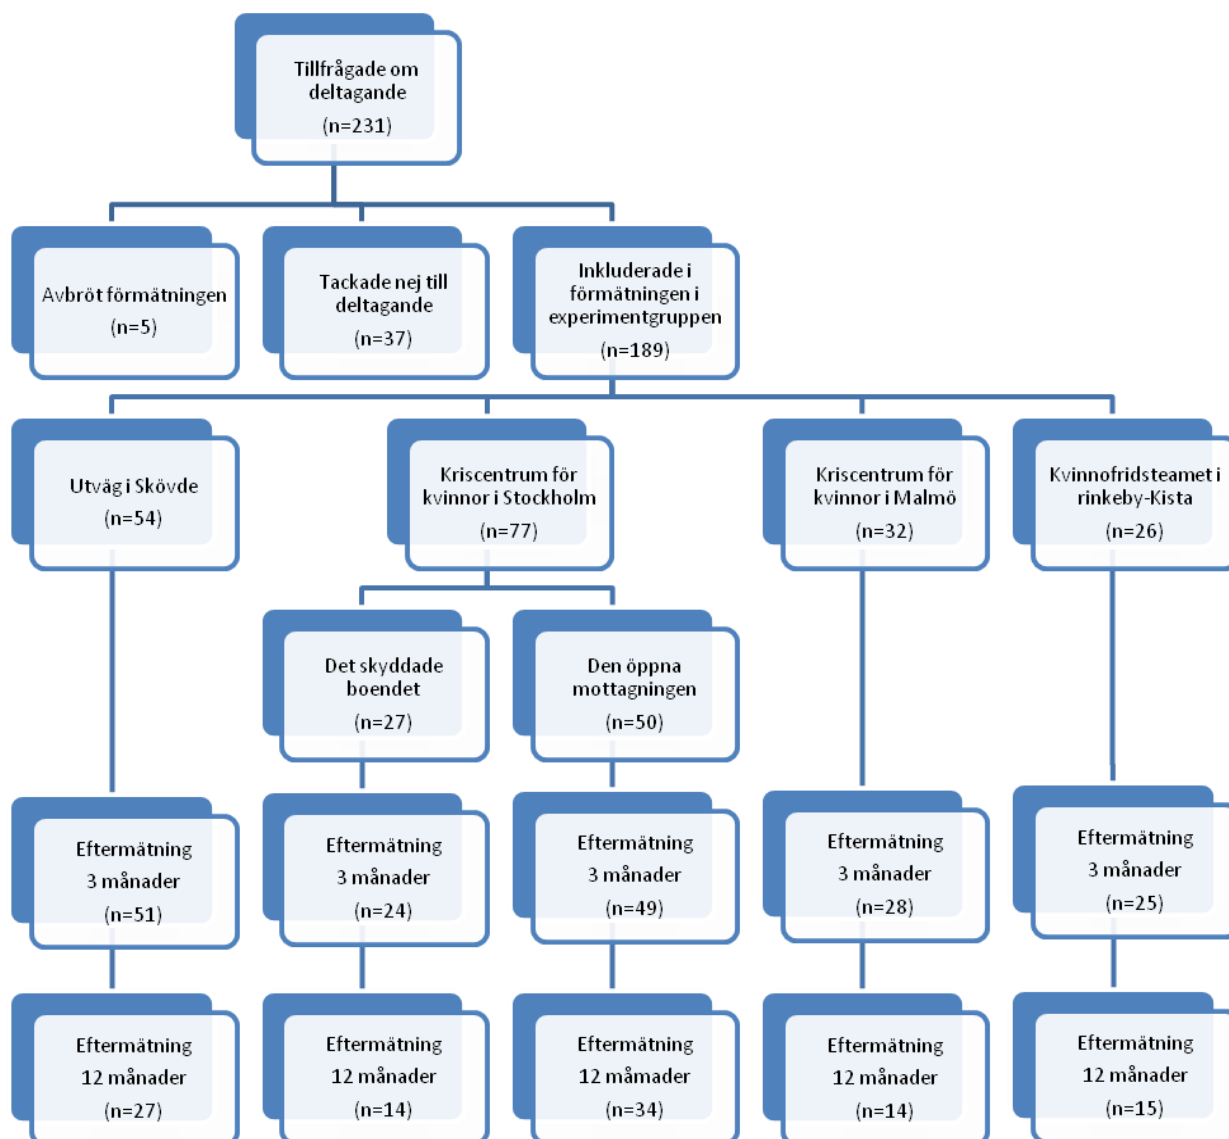 Tillfrågade om
deltagande
(n=231)
Avbröt förmätningen
(n=5)
Tackade nej till
deltagande
(n=37)
Inkluderade i
förmätningen i
experimentgruppen
(n=189)
Utväg i Skövde
(n=54)
Kriscentrum för
kvinnor i Stockholm
(n=77)
Kriscentrum för
kvinnor i Malmö
(n=32)
Kvinnofridsteamet i
rinkeby-Kista
(n=26)
Det skyddade
boendet
(n=27)
Den öppna
mottagningen
(n=50)
Eftermätning
3 månader
(n=51)
Eftermätning
3 månader
(n=24)
Eftermätning
3 månader
(n=49)
Eftermätning
3 månader
(n=28)
Eftermätning
3 månader
(n=25)
Eftermätning
12 månader
(n=27)
Eftermätning
12 månader
(n=14)
Eftermätning
12 måmader
(n=34)
Eftermätning
12 månader
(n=14)
Eftermätning
12 månader
(n=15)